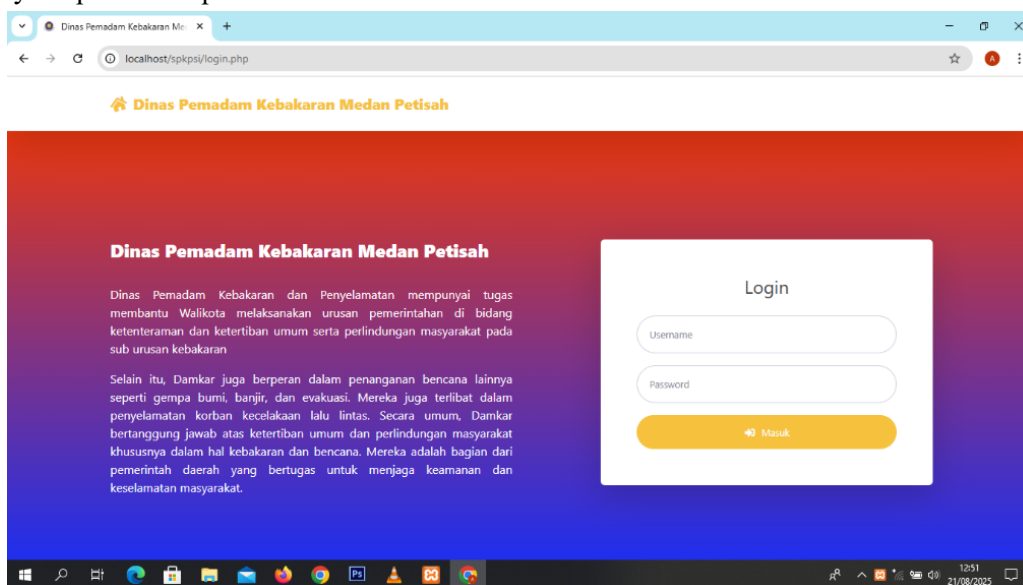 Dinas Pemadam Kebakaran Me
localhost/spkpsi/login.php
A
Dinas Pemadam Kebakaran Medan Petisah
Dinas Pemadam Kebakaran Medan Petisah
Dinas Pemadam Kebakaran dan Penyelamatan mempunyai tugas
membantu Walikota melaksanakan urusan pemerintahan di bidang
ketenteraman dan ketertiban umum serta perlindungan masyarakat pada
sub urusan kebakaran
Selain itu, Damkar juga berperan dalam penanganan bencana lainnya
seperti gempa bumi, banjir, dan evakuasi. Mereka juga terlibat dalam
penyelamatan korban kecelakaan lalu lintas. Secara umum, Damkar
bertanggung jawab atas ketertiban umum dan perlindungan masyarakat
khususnya dalam hal kebakaran dan bencana. Mereka adalah bagian dari
pemerintah daerah yang bertugas untuk menjaga keamanan dan
keselamatan masyarakat.
Login
Username
Password
Masuk
Ps
12:51
21/08/2025